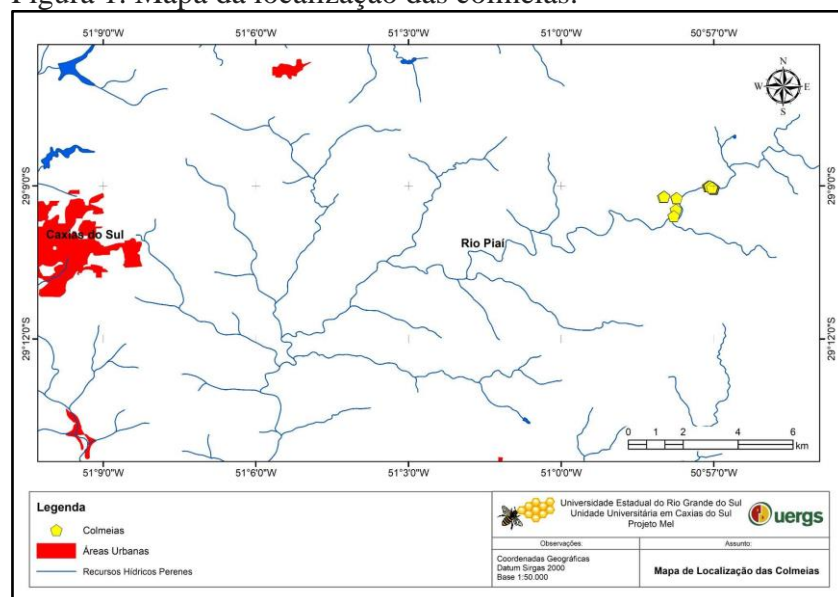 Figura 1. Mapa da localização das colmeias.
51°9'0"W 51°6'0"W 51°3'0"W 51°0'0"W 50°57'0"W
N
W E
S
29°9'0"S 29°9'0"S
Caxias do Sul
Rio Piaí
29°12'0"S 29°12'0"S
0 1 2 4 6
km
51°9'0"W 51°6'0"W 51°3'0"W 51°0'0"W 50°57'0"W
Legenda
Colmeias
Áreas Urbanas
Recursos Hídricos Perenes
Universidade Estadual do Rio Grande do Sul
Unidade Universitária em Caxias do Sul
Projeto Mel
uergs
Observações:
Coordenadas Geográficas
Datum Sirgas 2000
Base 1:50.000
Assunto:
Mapa de Localização das Colmeias